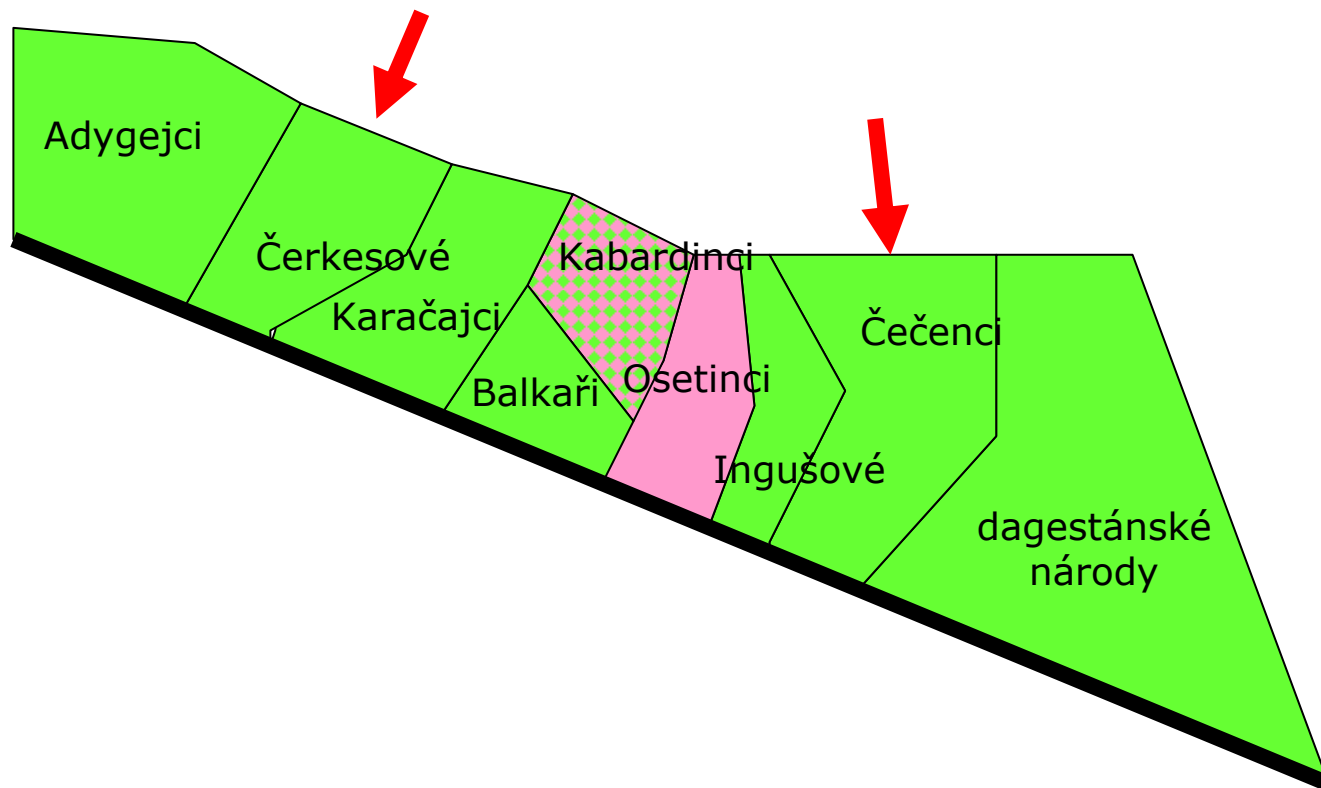 Adygejci
Čerkesové
Kabardinci
Karačajci
Čečenci
Osetinci
Balkaři
Ingušové
dagestánské
národy